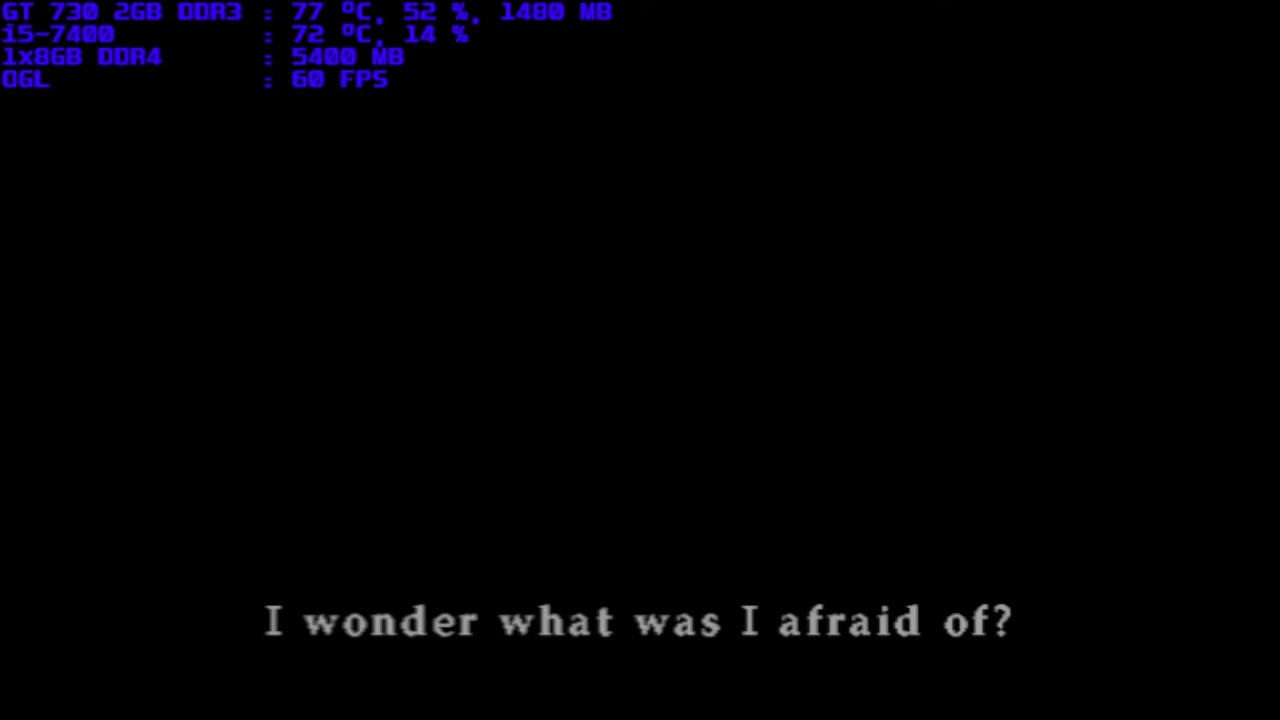 GT 730 2GB DDR3 : 77 ºC, 52 %, 1480 MB
i5-7400 : 72 ºC, 14 %
1x8GB DDR4 : 5400 MB
OGL : 60 FPS
I wonder what was I afraid of?